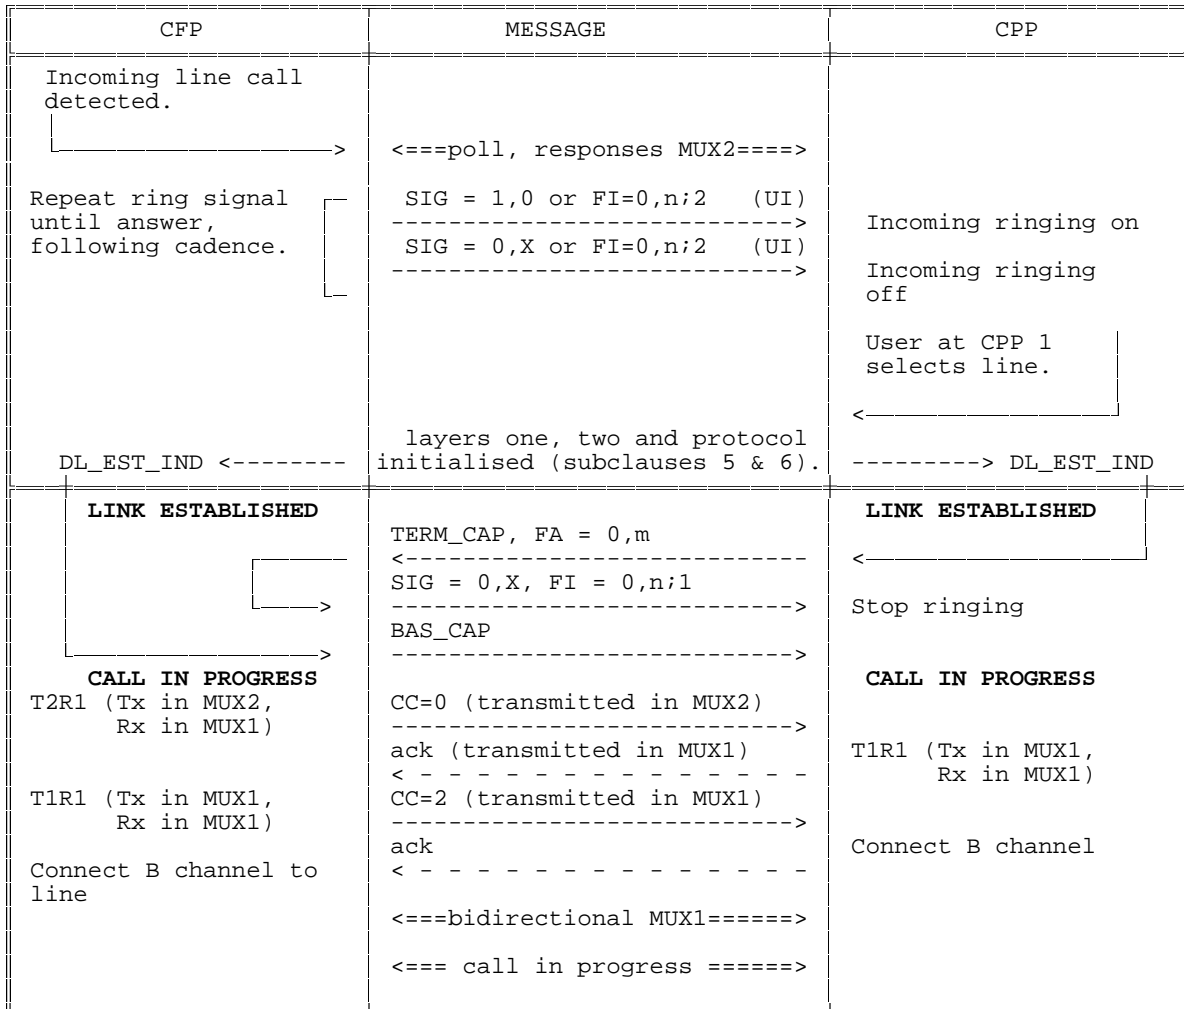 CFP MESSAGE CPP
Incoming line call
detected.
<===poll, responses MUX2====>
Repeat ring signal SIG = 1,0 or FI=0,n;2 (UI)
until answer, Incoming ringing on
following cadence. SIG = 0,X or FI=0,n;2 (UI)
Incoming ringing
off
User at CPP 1
selects line.
layers one, two and protocol
DL_EST_IND <-------- initialised (subclauses 5 & 6). ---------> DL_EST_IND
LINK ESTABLISHED LINK ESTABLISHED
TERM_CAP, FA = 0,m
SIG = 0,X, FI = 0,n;1
Stop ringing
BAS_CAP
CALL IN PROGRESS CALL IN PROGRESS
T2R1 (Tx in MUX2, CC=0 (transmitted in MUX2)
Rx in MUX1)
ack (transmitted in MUX1) T1R1 (Tx in MUX1,
Rx in MUX1)
T1R1 (Tx in MUX1, CC=2 (transmitted in MUX1)
Rx in MUX1)
ack Connect B channel
Connect B channel to
line
<===bidirectional MUX1======>
<=== call in progress ======>